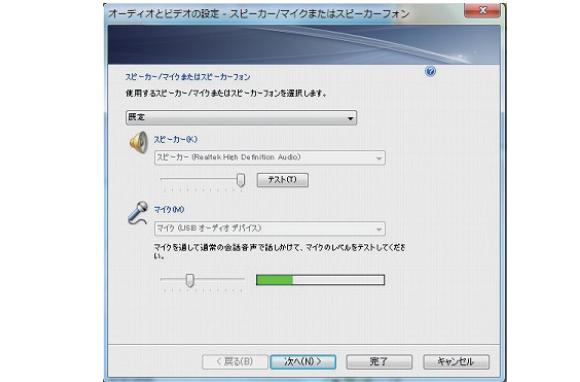 オーディオとビデオの設定 - スピーカー/マイクまたはスピーカーフォン
スピーカー/マイクまたはスピーカーフォン
使用するスピーカー/マイクまたはスピーカーフォンを選択します。
既定
スピーカー(K)
スピーカー (Realtek High Definition Audio)
テスト(T)
マイク(M)
マイク (USB オーディオ デバイス)
マイクを通して通常の会話音声で話しかけて、マイクのレベルをテストしてくださ
い。
< 戻る(B)
次へ(N) >
完了
キャンセル